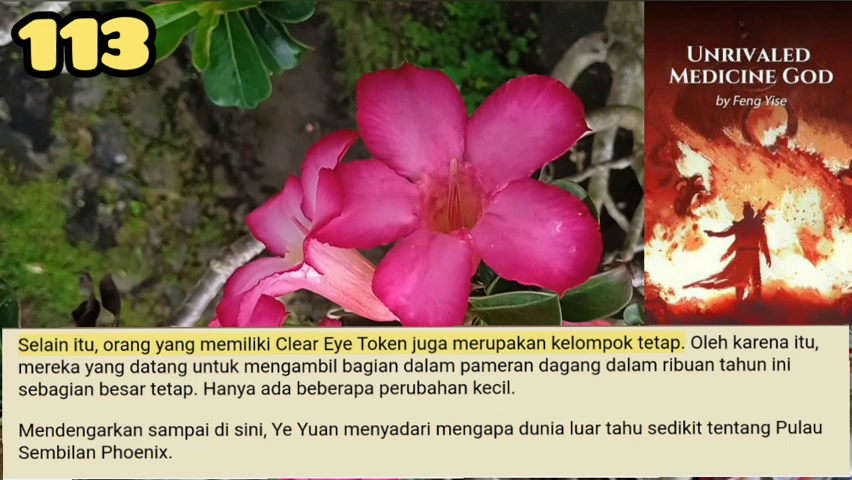 113
UNRIVALED
MEDICINE GOD
by Feng Yise
Selain itu, orang yang memiliki Clear Eye Token juga merupakan kelompok tetap. Oleh karena itu,
mereka yang datang untuk mengambil bagian dalam pameran dagang dalam ribuan tahun ini
sebagian besar tetap. Hanya ada beberapa perubahan kecil.
Mendengarkan sampai di sini, Ye Yuan menyadari mengapa dunia luar tahu sedikit tentang Pulau
Sembilan Phoenix.